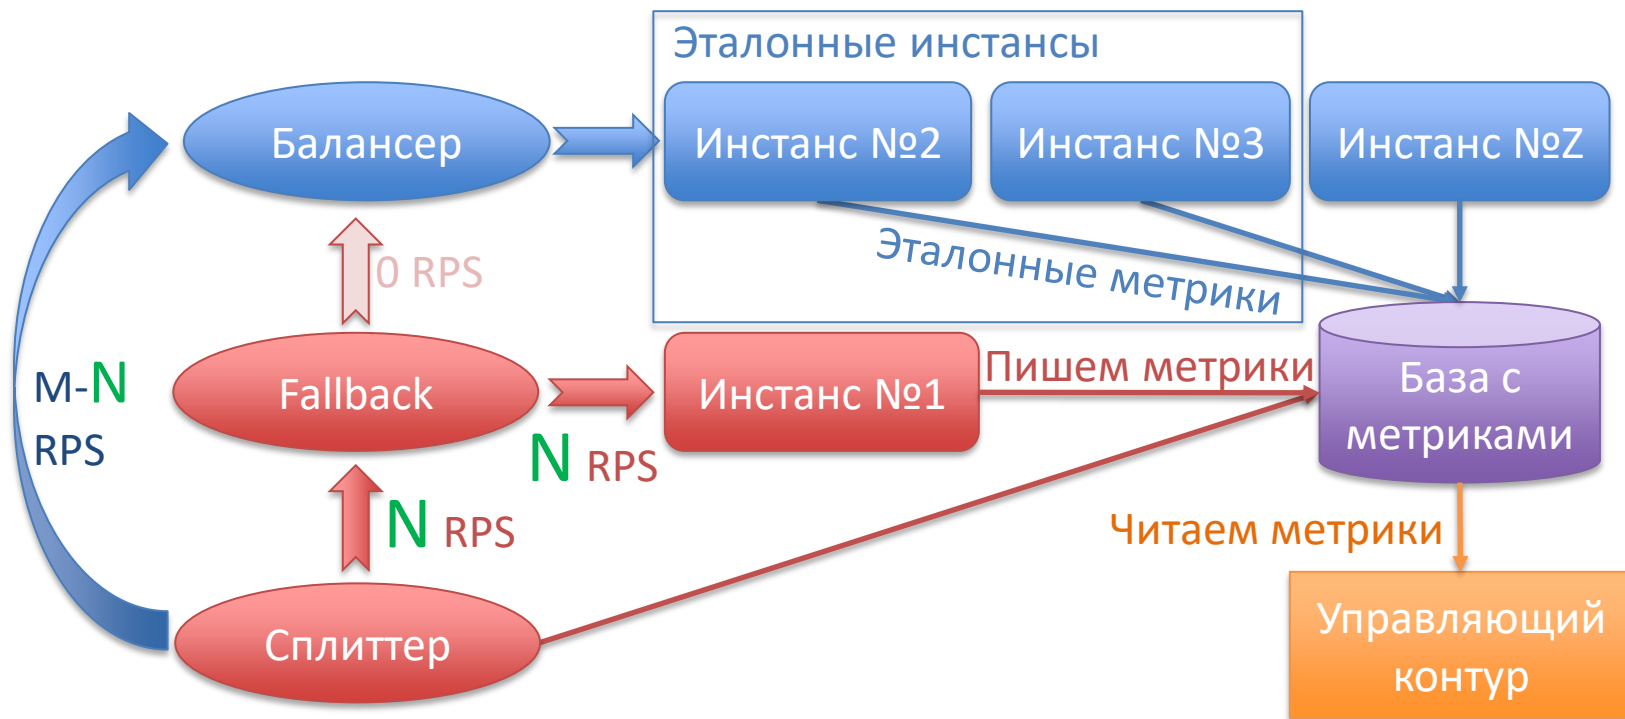 Эталонные инстансы
Балансер
Инстанс №2
Инстанс №3
Инстанс №Z
Эталонные метрики
0 RPS
M-N
RPS
Fallback
N RPS
Инстанс №1
Пишем метрики
База с
метриками
N RPS
Читаем метрики
Сплиттер
Управляющий
контур